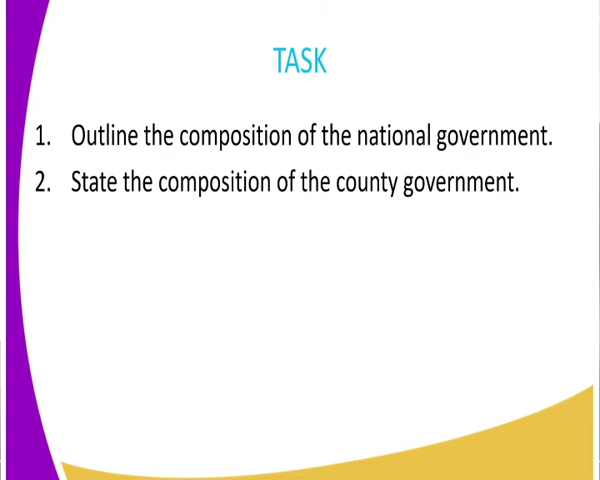 TASK
1. Outline the composition of the national government.
2. State the composition of the county government.